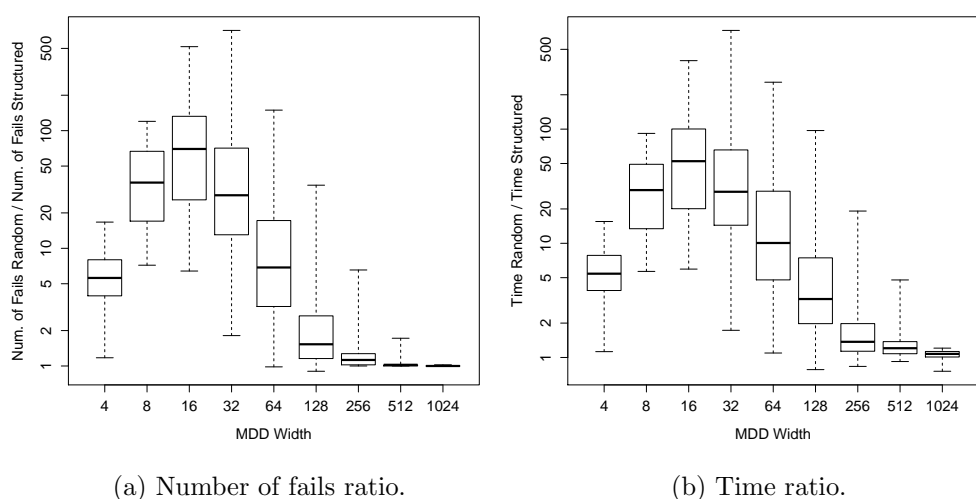 Num. of Fails Random / Num. of Fails Structured
500
100
50
20
10
5
2
1
4 8 16 32 64 128 256 512 1024
MDD Width
(a) Number of fails ratio.
Time Random / Time Structured
500
100
50
20
10
5
2
1
4 8 16 32 64 128 256 512 1024
MDD Width
(b) Time ratio.